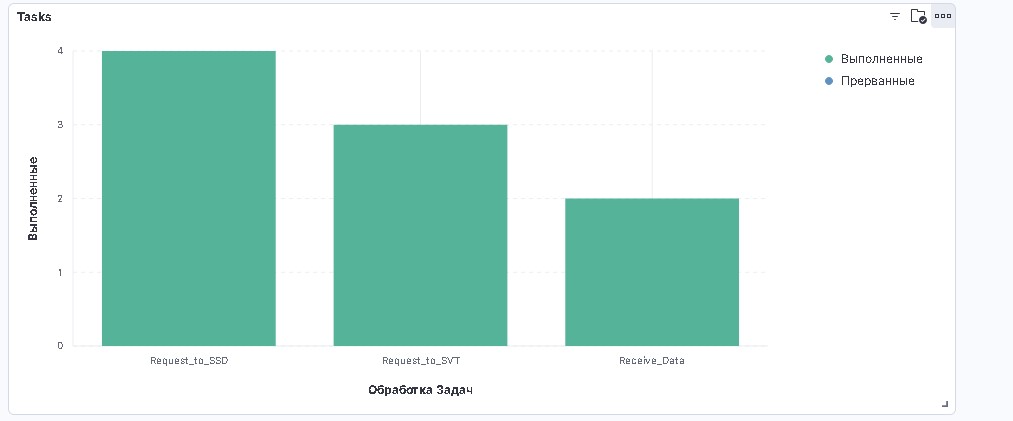 Tasks
Выполненные
Прерванные
4
3
2
1
0
Выполненные
Request_to_SSD
Request_to_SVT
Receive_Data
Обработка Задач